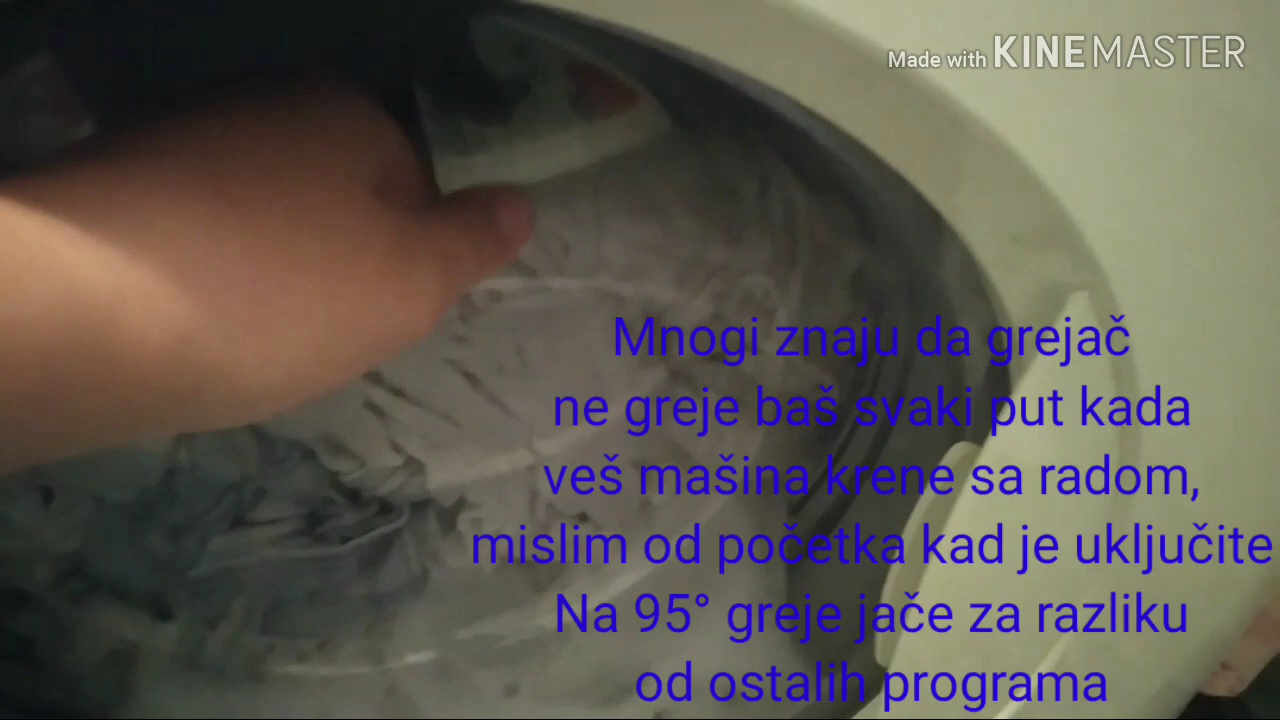 Made with KINEMASTER
Mnogi znaju da grejač
ne greje baš svaki put kada
veš mašina krene sa radom,
mislim od početka kad je uključite
Na 95° greje jače za razliku
od ostalih programa